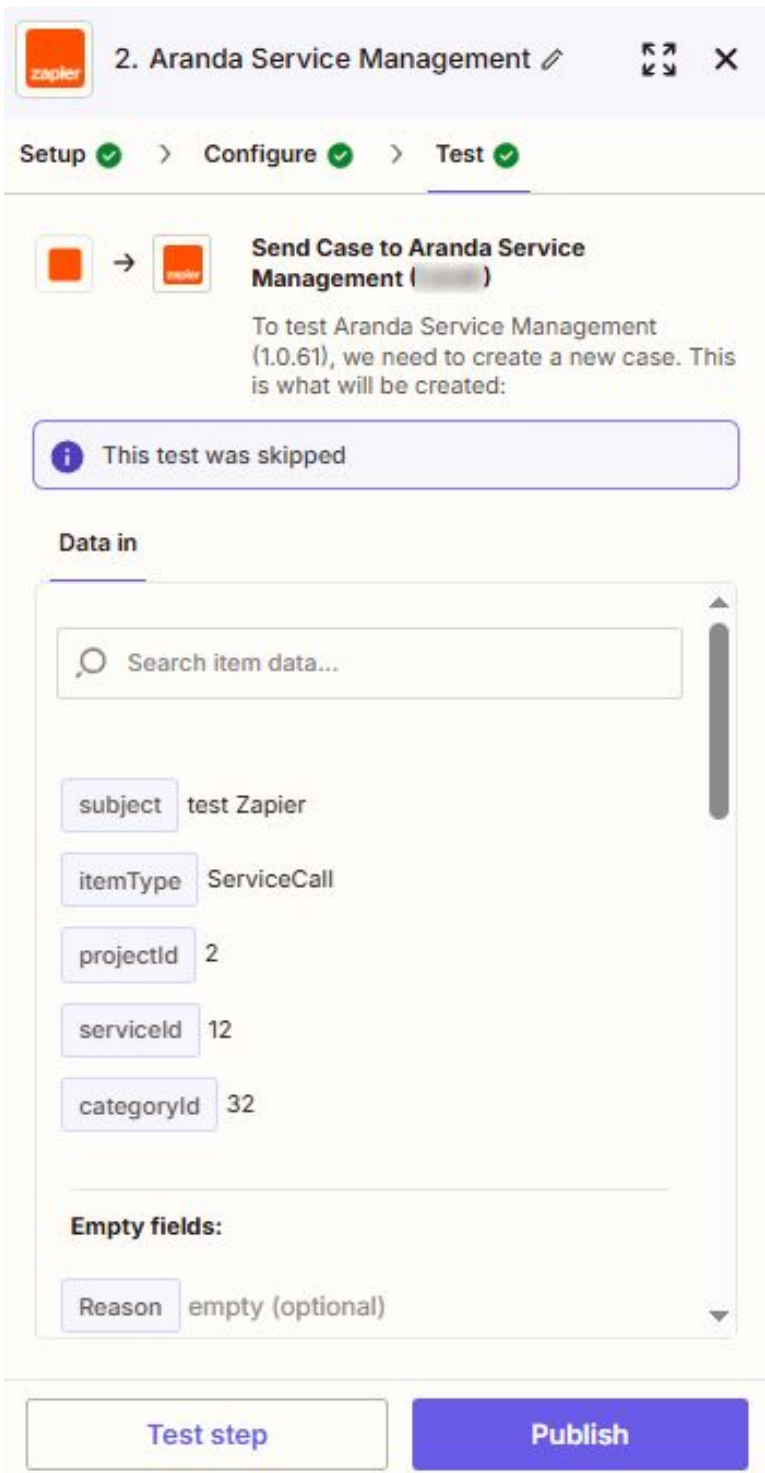 zapier
2. Aranda Service Management
Setup > Configure > Test
zapier
Send Case to Aranda Service
Management ( )
To test Aranda Service Management
(1.0.61), we need to create a new case. This
is what will be created:
This test was skipped
Data in
Search item data...
subject test Zapier
itemType ServiceCall
projectId 2
serviceId 12
categoryId 32
Empty fields:
Reason empty (optional)
Test step Publish